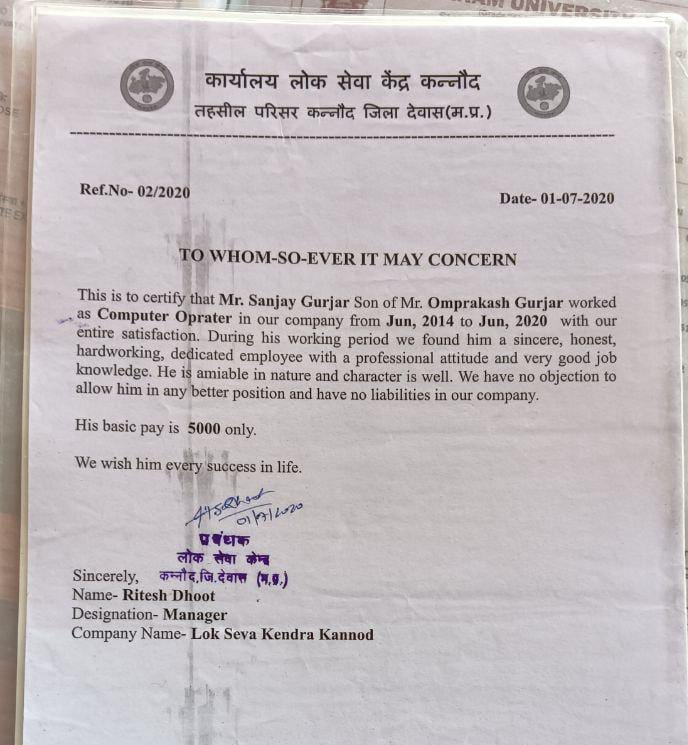 कार्यालय लोक सेवा केंद्र कन्नौद
तहसील परिसर कन्नौद जिला देवास(म.प्र.)
Ref.No- 02/2020
Date- 01-07-2020
TO WHOM-SO-EVER IT MAY CONCERN
This is to certify that Mr. Sanjay Gurjar Son of Mr. Omprakash Gurjar worked
as Computer Oprater in our company from Jun, 2014 to Jun, 2020 with our
entire satisfaction. During his working period we found him a sincere, honest,
hardworking, dedicated employee with a professional attitude and very good job
knowledge. He is amiable in nature and character is well. We have no objection to
allow him in any better position and have no liabilities in our company.
His basic pay is 5000 only.
We wish him every success in life.
01/7/2020
प्रबंधक
लोक सेवा केन्द्र
कन्नौद,जि.देवास (म.प्र.)
Sincerely,
Name- Ritesh Dhoot
Designation- Manager
Company Name- Lok Seva Kendra Kannod